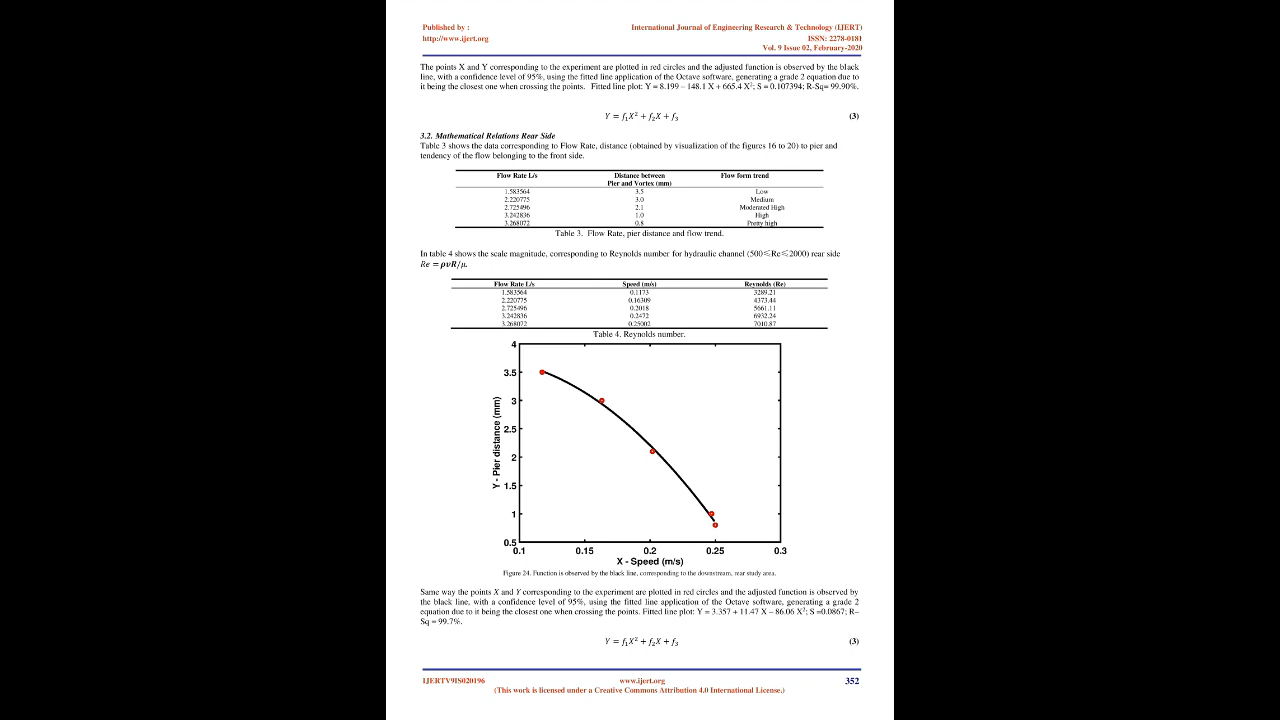 Published by :
International Journal of Engineering Research & Technology (IJERT)
http://www.ijert.org
ISSN: 2278-0181
Vol. 9 Issue 02, February-2020
The points X and Y corresponding to the experiment are plotted in red circles and the adjusted function is observed by the black
line, with a confidence level of 95%, using the fitted line application of the Octave software, generating a grade 2 equation due to
it being the closest one when crossing the points. Fitted line plot: Y = 8.199 – 148.1 X + 665.4 X²; S = 0.107394; R-Sq= 99.90%.
Y = f₁X² + f₂X + f₃ (3)
3.2. Mathematical Relations Rear Side
Table 3 shows the data corresponding to Flow Rate, distance (obtained by visualization of the figures 16 to 20) to pier and
tendency of the flow belonging to the front side.
Flow Rate L/s Distance between Flow form trend
Pier and Vortex (mm)
1.583564 3.5 Low
2.220775 3.0 Medium
2.725496 2.1 Moderated High
3.242836 1.0 High
3.268072 0.8 Pretty high
Table 3. Flow Rate, pier distance and flow trend.
In table 4 shows the scale magnitude, corresponding to Reynolds number for hydraulic channel (500≤Re≤2000) rear side
Re = ρvR/μ.
Flow Rate L/s Speed (m/s) Reynolds (Re)
1.583564 0.1173 3289.21
2.220775 0.16309 4373.44
2.725496 0.2018 5661.11
3.242836 0.2472 6932.24
3.268072 0.25002 7010.87
Table 4. Reynolds number.
4
3.5
3
2.5
2
1.5
1
0.5
Y - Pier distance (mm)
0.1 0.15 0.2 0.25 0.3
X - Speed (m/s)
Figure 24. Function is observed by the black line, corresponding to the downstream, rear study area.
Same way the points X and Y corresponding to the experiment are plotted in red circles and the adjusted function is observed by
the black line, with a confidence level of 95%, using the fitted line application of the Octave software, generating a grade 2
equation due to it being the closest one when crossing the points. Fitted line plot: Y = 3.357 + 11.47 X – 86.06 X²; S =0.0867; R–
Sq = 99.7%.
Y = f₁X² + f₂X + f₃ (3)
IJERTV9IS020196 www.ijert.org 352
(This work is licensed under a Creative Commons Attribution 4.0 International License.)